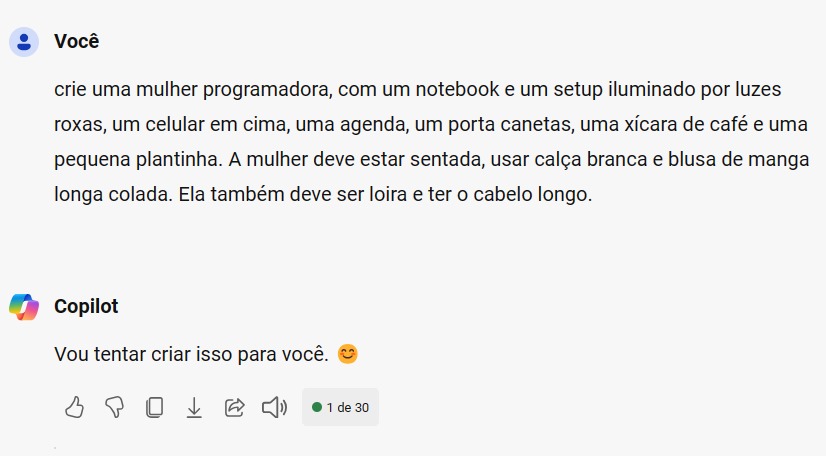 Você
crie uma mulher programadora, com um notebook e um setup iluminado por luzes
roxas, um celular em cima, uma agenda, um porta canetas, uma xícara de café e uma
pequena plantinha. A mulher deve estar sentada, usar calça branca e blusa de manga
longa colada. Ela também deve ser loira e ter o cabelo longo.
Copilot
Vou tentar criar isso para você. 😊
1 de 30